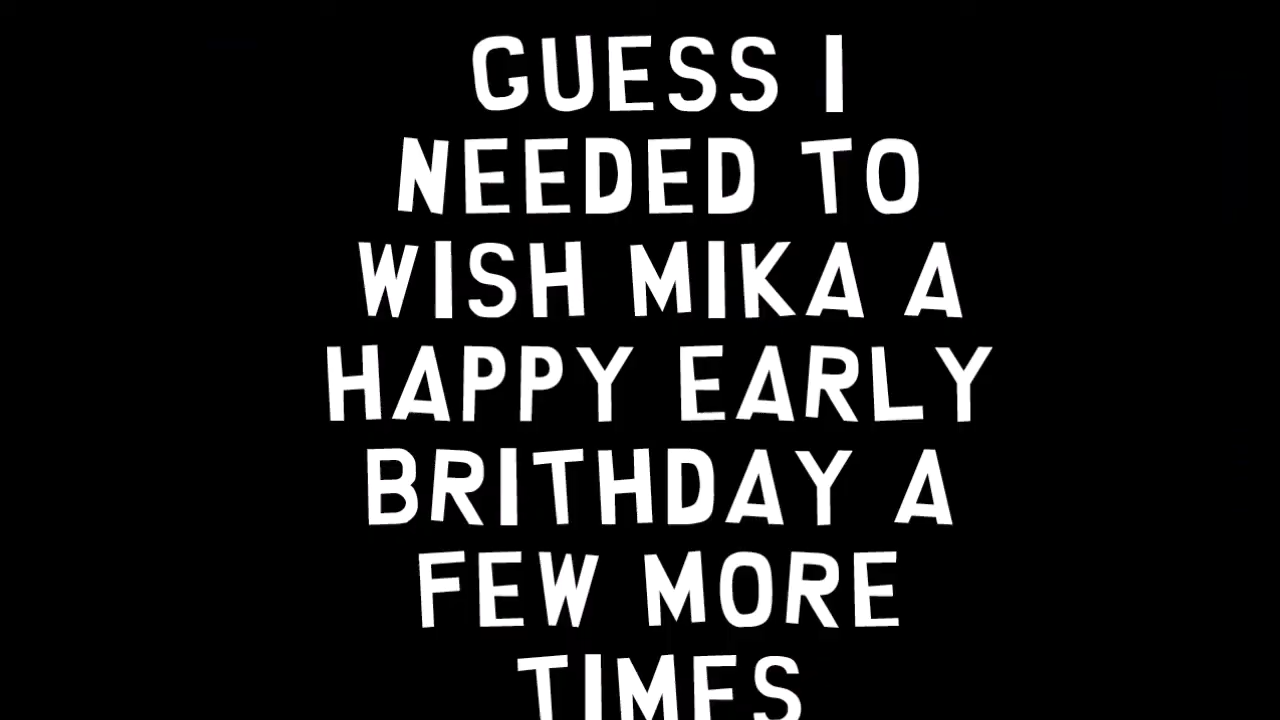 GUESS I
NEEDED TO
WISH MIKA A
HAPPY EARLY
BRITHDAY A
FEW MORE
TIMES